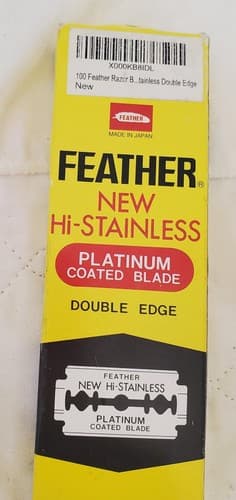 X000KB8IDL
100 Feather Razor B...tainless Double Edge
New
FEATHER
MADE IN JAPAN
FEATHER®
NEW
Hi-STAINLESS
PLATINUM
COATED BLADE
DOUBLE EDGE
FEATHER
NEW Hi-STAINLESS
PLATINUM
COATED BLADE